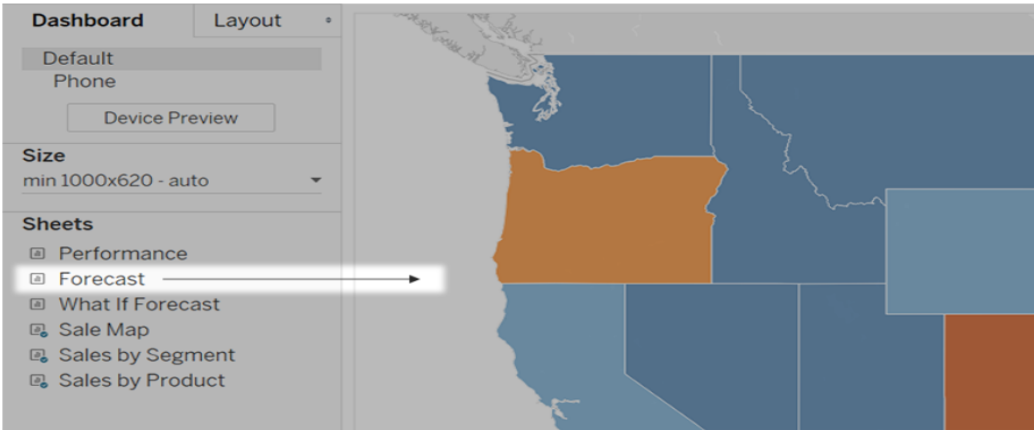 Dashboard Layout
Default
Phone
Device Preview
Size
min 1000x620 - auto
Sheets
Performance
Forecast
What If Forecast
Sale Map
Sales by Segment
Sales by Product